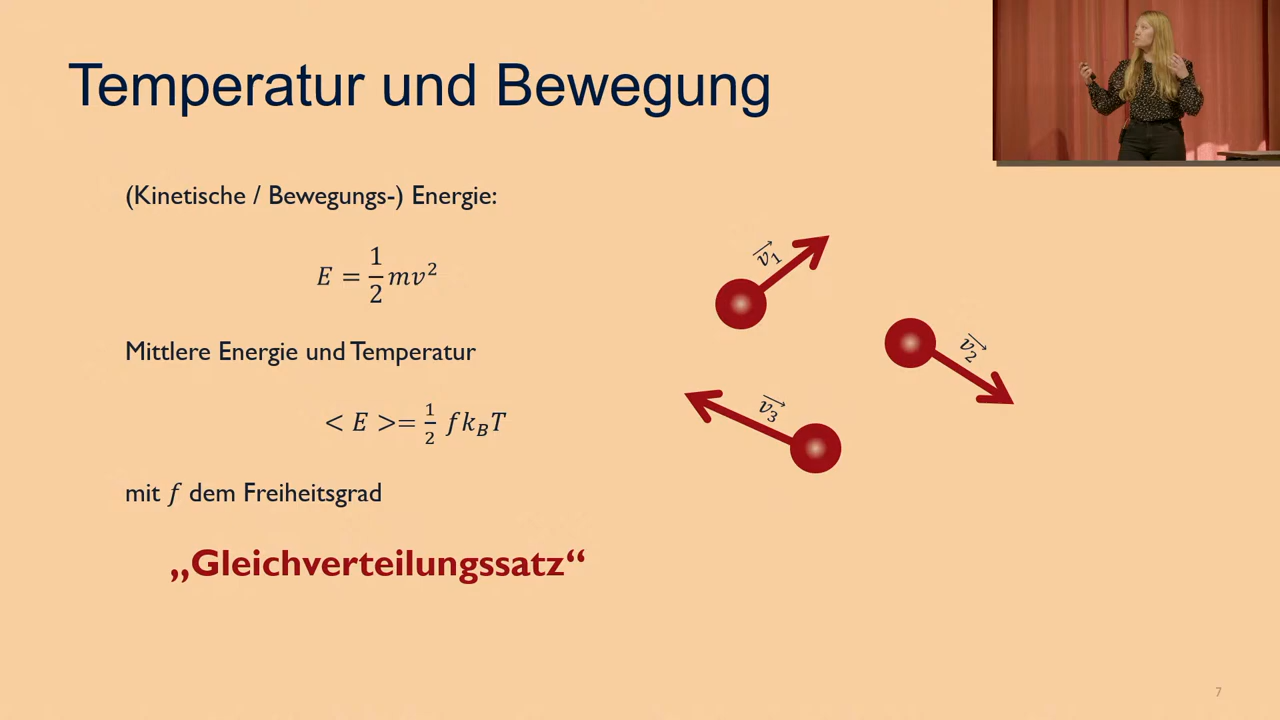 Temperatur und Bewegung
(Kinetische / Bewegungs-) Energie:
E = 1/2 mv²
Mittlere Energie und Temperatur
< E >= 1/2 fk_BT
mit f dem Freiheitsgrad
„Gleichverteilungssatz“
v₁→
v₂→
v₃→
7